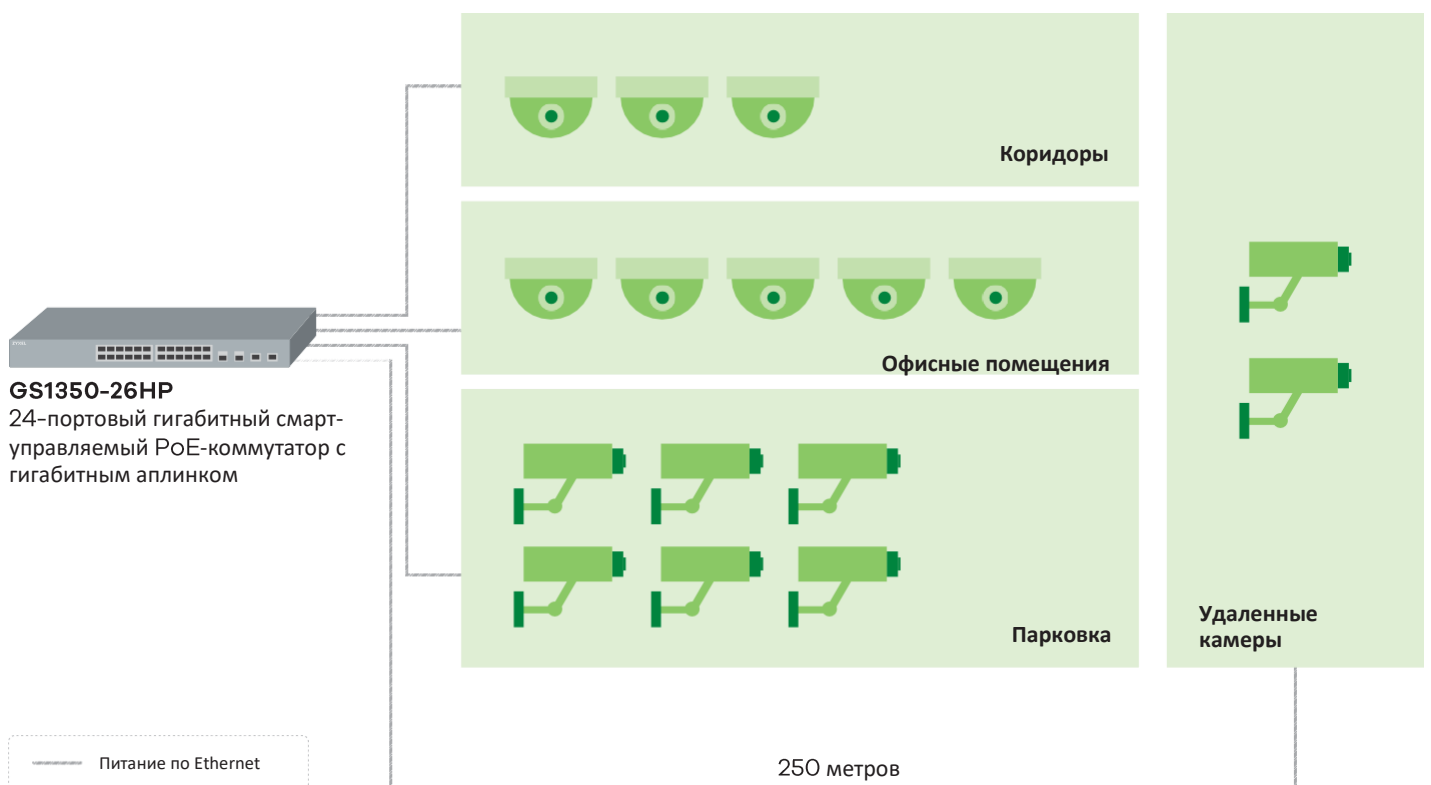 Коридоры
Офисные помещения
ZYXEL
GS1350-26HP
24-портовый гигабитный смарт-
управляемый PoE-коммутатор с
гигабитным аплинком
Парковка
Удаленные
камеры
Питание по Ethernet
250 метров